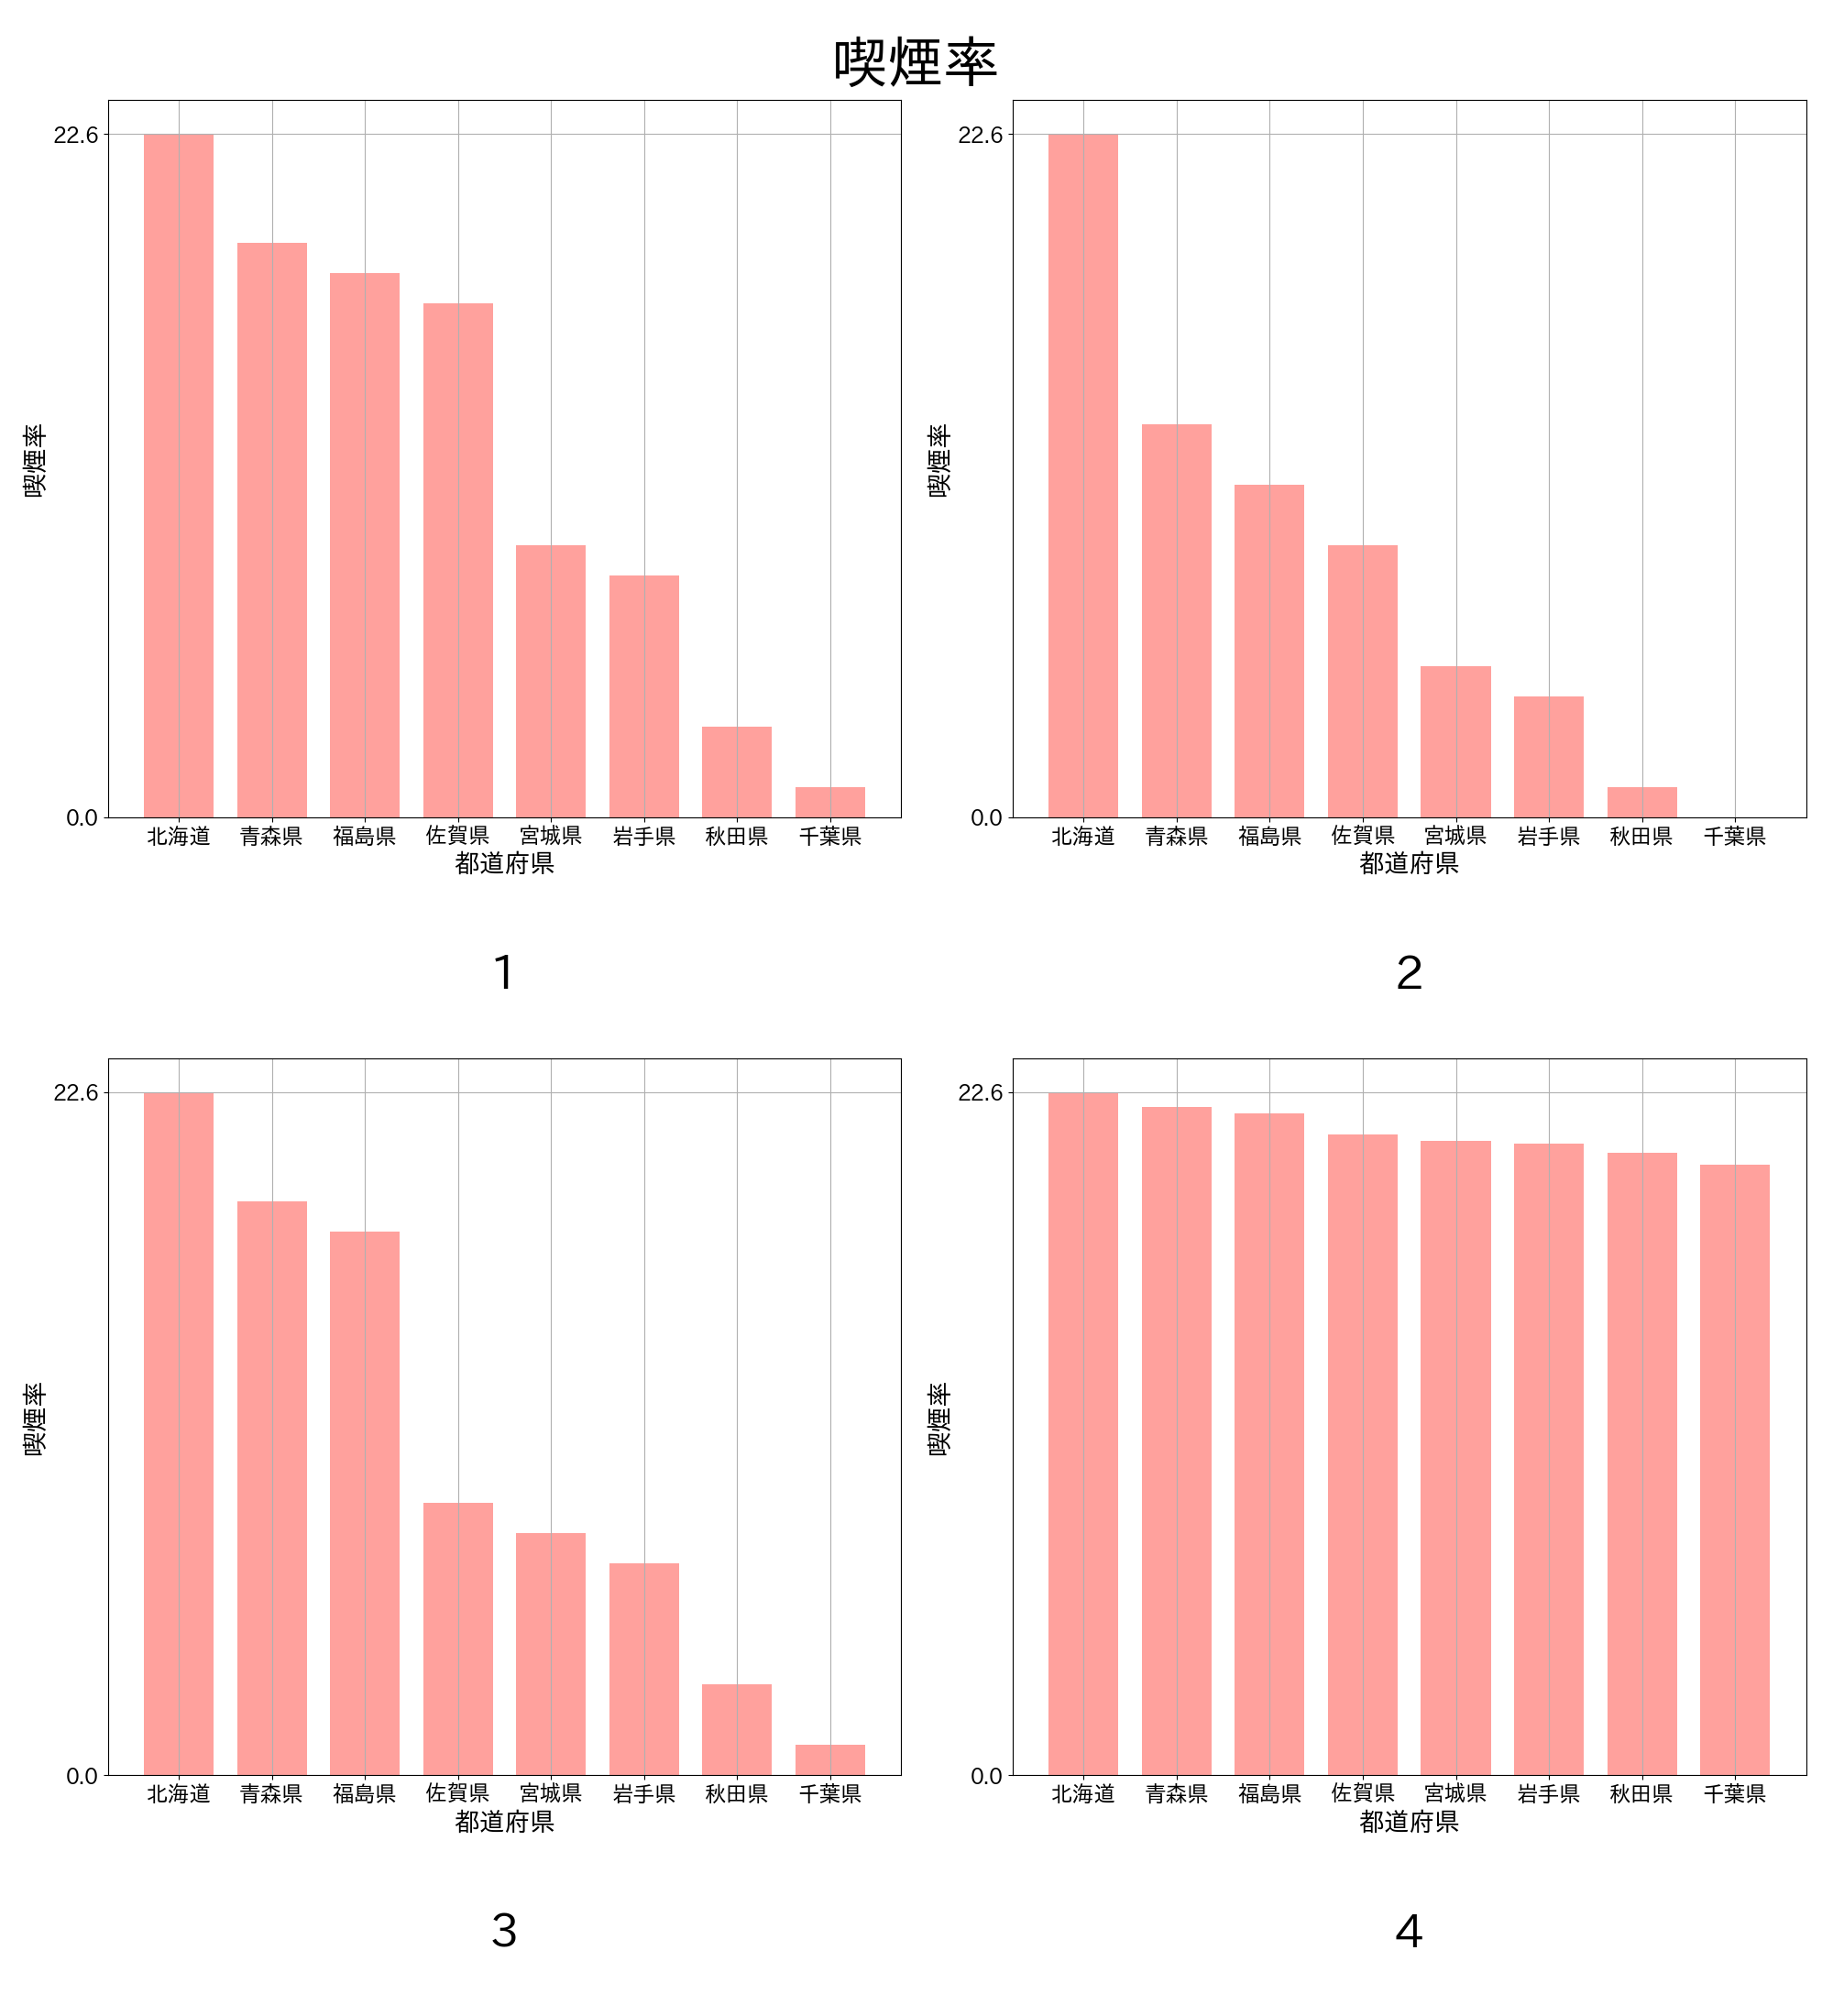 喫煙率
22.6
0.0
喫煙率
北海道 青森県 福島県 佐賀県 宮城県 岩手県 秋田県 千葉県
都道府県
1
22.6
0.0
喫煙率
北海道 青森県 福島県 佐賀県 宮城県 岩手県 秋田県 千葉県
都道府県
2
22.6
0.0
喫煙率
北海道 青森県 福島県 佐賀県 宮城県 岩手県 秋田県 千葉県
都道府県
3
22.6
0.0
喫煙率
北海道 青森県 福島県 佐賀県 宮城県 岩手県 秋田県 千葉県
都道府県
4